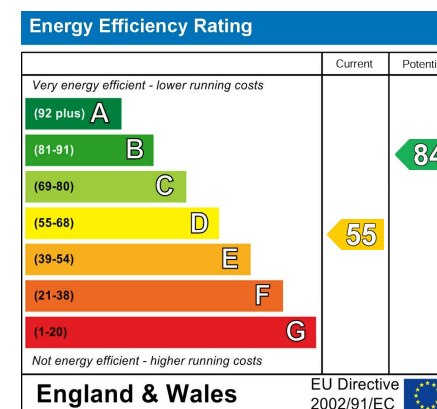 Energy Efficiency Rating
Current Potenti
Very energy efficient - lower running costs
(92 plus) A
(81-91) B
84
(69-80) C
(55-68) D
55
(39-54) E
(21-38) F
(1-20) G
Not energy efficient - higher running costs
England & Wales
EU Directive
2002/91/EC